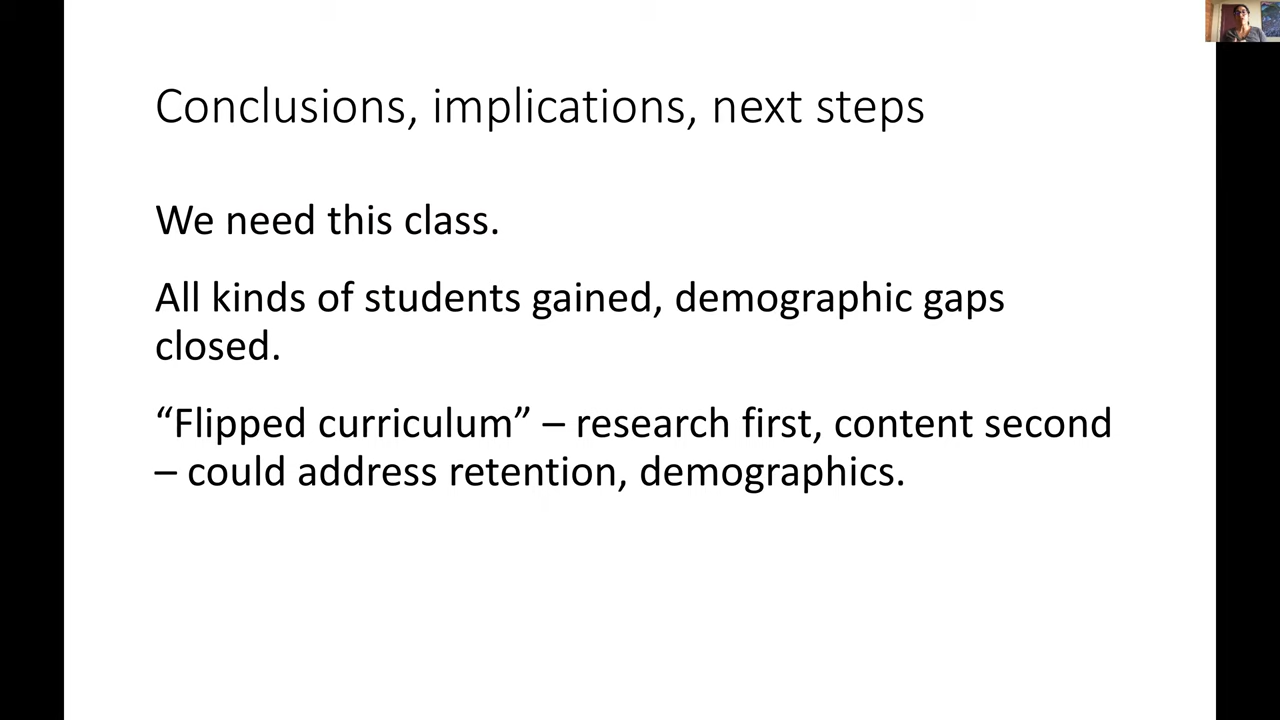 Conclusions, implications, next steps
We need this class.
All kinds of students gained, demographic gaps
closed.
“Flipped curriculum” – research first, content second
– could address retention, demographics.